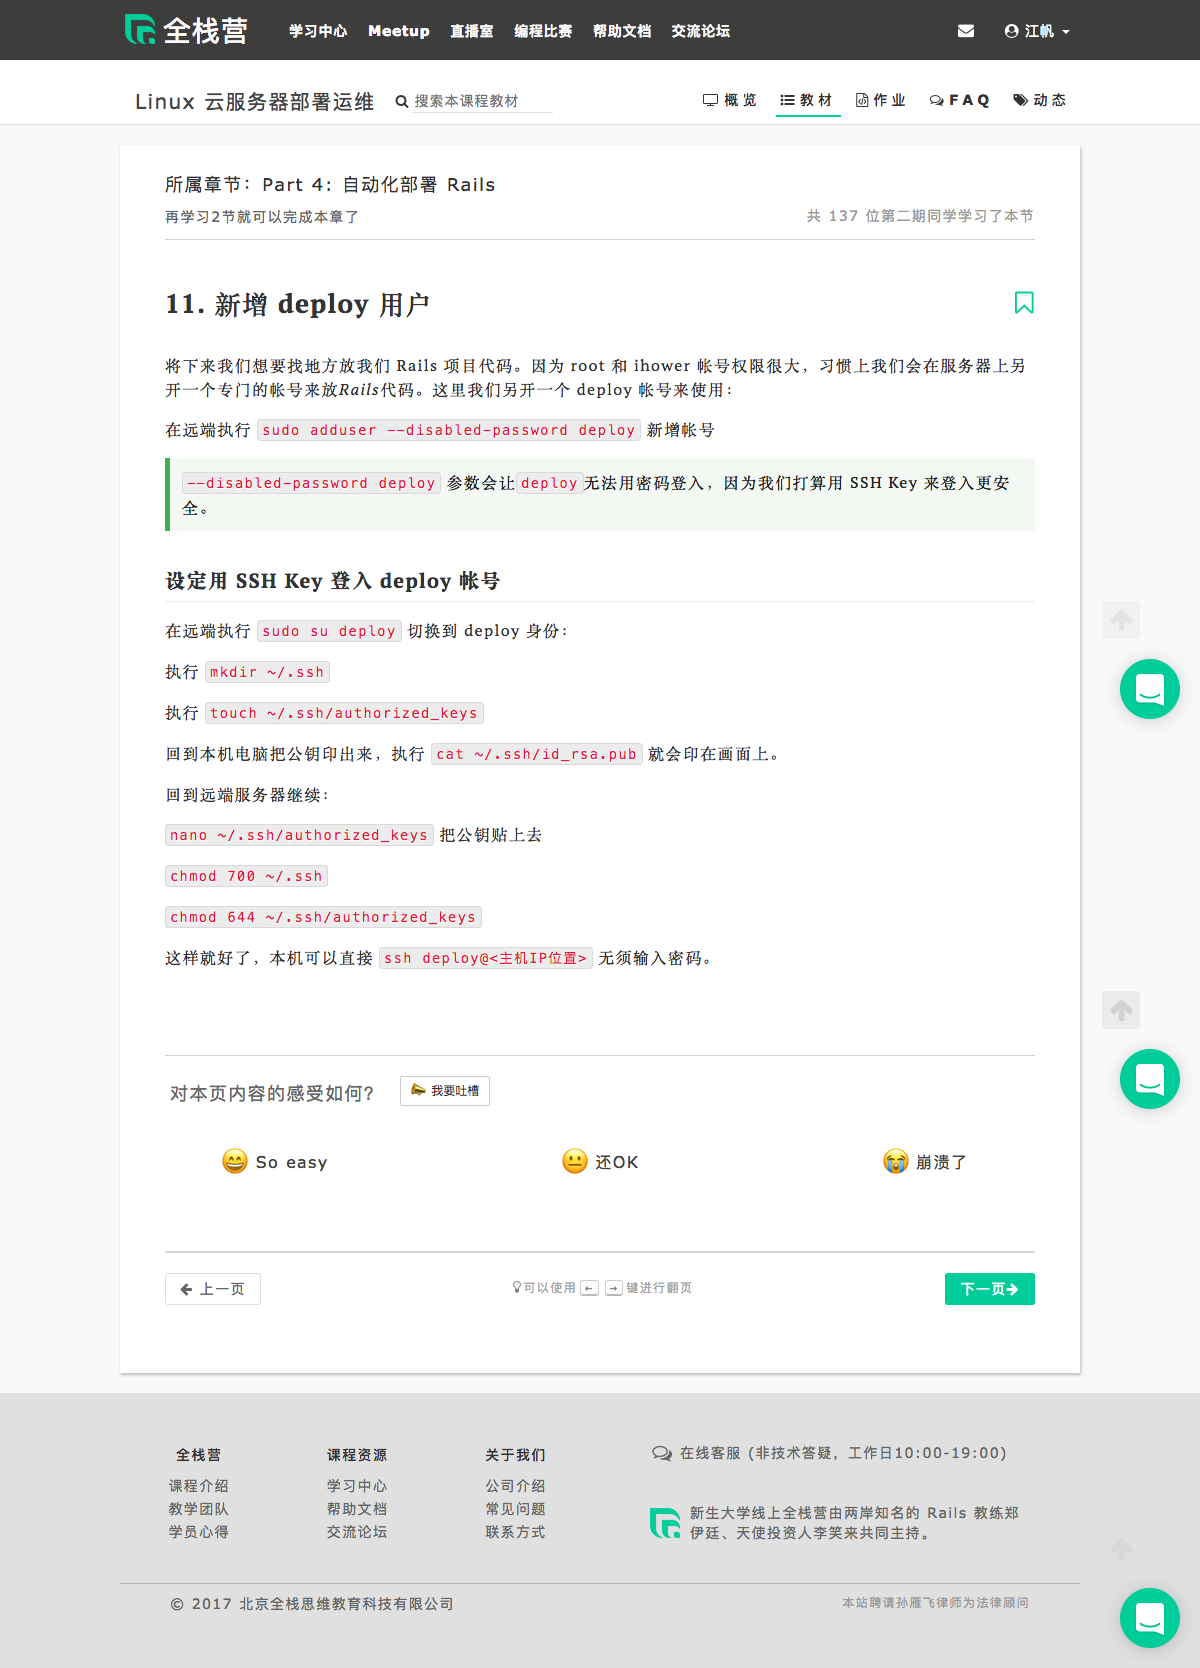 全栈营 学习中心 Meetup 直播室 编程比赛 帮助文档 交流论坛 江帆
Linux 云服务器部署运维 搜索本课程教材 概览 教材 作业 FAQ 动态
所属章节：Part 4: 自动化部署 Rails
再学习2节就可以完成本章了 共 137 位第二期同学学习了本节
11. 新增 deploy 用户
将下来我们想要找地方放我们 Rails 项目代码。因为 root 和 ihower 帐号权限很大，习惯上我们会在服务器上另
开一个专门的帐号来放Rails代码。这里我们另开一个 deploy 帐号来使用：
在远端执行 sudo adduser --disabled-password deploy 新增帐号
--disabled-password deploy 参数会让deploy无法用密码登入，因为我们打算用 SSH Key 来登入更安
全。
设定用 SSH Key 登入 deploy 帐号
在远端执行 sudo su deploy 切换到 deploy 身份：
执行 mkdir ~/.ssh
执行 touch ~/.ssh/authorized_keys
回到本机电脑把公钥印出来，执行 cat ~/.ssh/id_rsa.pub 就会印在画面上。
回到远端服务器继续：
nano ~/.ssh/authorized_keys 把公钥贴上去
chmod 700 ~/.ssh
chmod 644 ~/.ssh/authorized_keys
这样就好了，本机可以直接 ssh deploy@<主机IP位置> 无须输入密码。
对本页内容的感受如何？ 我要吐槽
So easy 还OK 崩溃了
上一页 可以使用 ← → 键进行翻页 下一页
全栈营 课程资源 关于我们 在线客服 (非技术答疑，工作日10:00-19:00)
课程介绍 学习中心 公司介绍
教学团队 帮助文档 常见问题
学员心得 交流论坛 联系方式
新生大学线上全栈营由两岸知名的 Rails 教练郑
伊廷、天使投资人李笑来共同主持。
© 2017 北京全栈思维教育科技有限公司 本站聘请孙雁飞律师为法律顾问